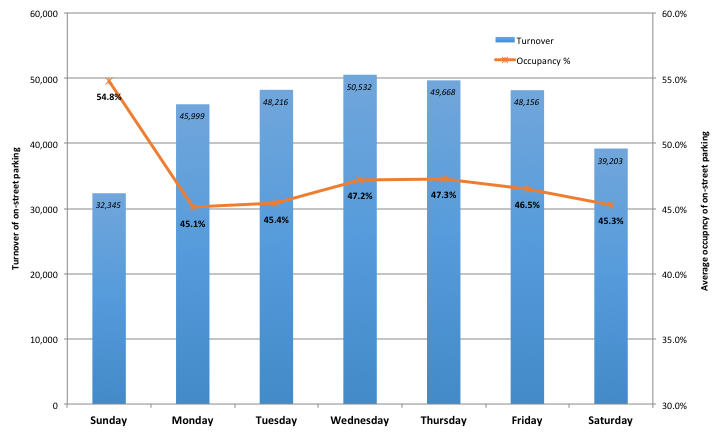 60,000
50,000
40,000
30,000
20,000
10,000
0
Turnover of on-street parking
60.0%
55.0%
50.0%
45.0%
40.0%
35.0%
30.0%
Average occupncy of on-street parking
Turnover
Occupancy %
54.8%
32,345
45,999
45.1%
48,216
45.4%
50,532
47.2%
49,668
47.3%
48,156
46.5%
39,203
45.3%
Sunday
Monday
Tuesday
Wednesday
Thursday
Friday
Saturday